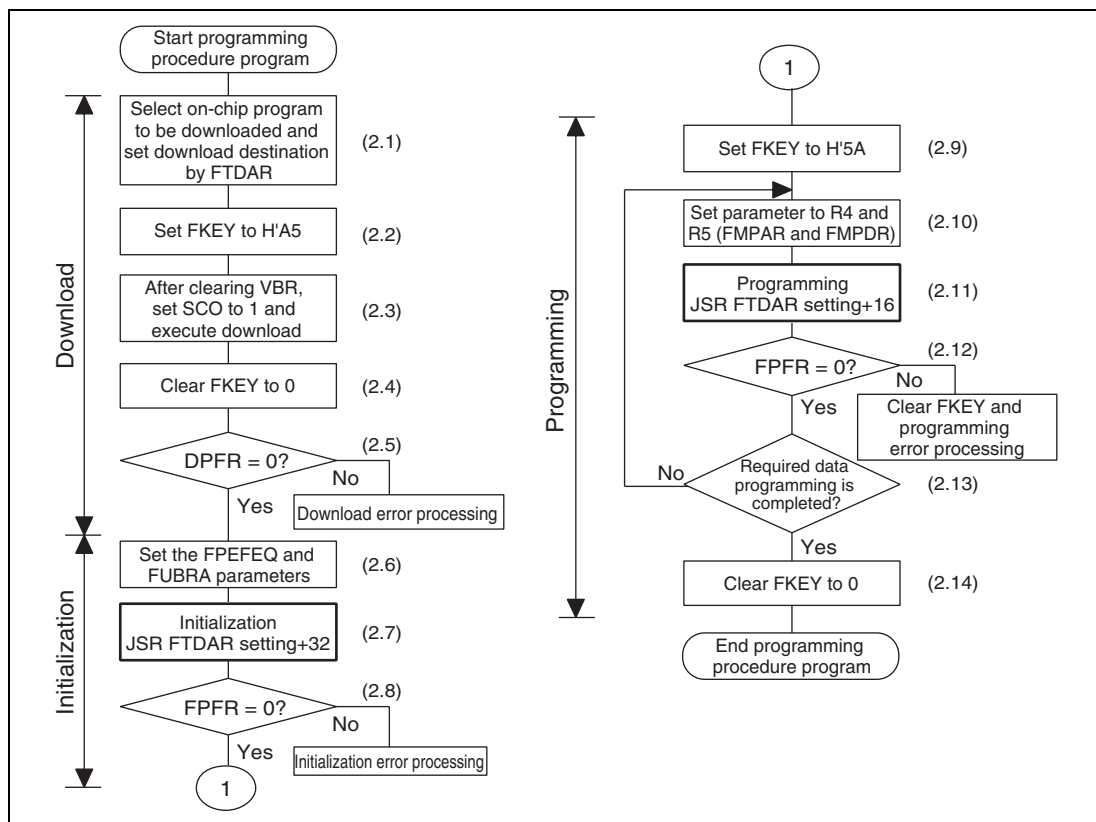 Start programming
procedure program
Download
Select on-chip program
to be downloaded and
set download destination
by FTDAR
(2.1)
Set FKEY to H'A5
(2.2)
After clearing VBR,
set SCO to 1 and
execute download
(2.3)
Clear FKEY to 0
(2.4)
DPFR = 0?
(2.5)
No
Yes
Download error processing
Initialization
Set the FPEFEQ and
FUBRA parameters
(2.6)
Initialization
JSR FTDAR setting+32
(2.7)
FPFR = 0?
(2.8)
No
Yes
Initialization error processing
1
1
Programming
Set FKEY to H'5A
(2.9)
Set parameter to R4 and
R5 (FMPAR and FMPDR)
(2.10)
Programming
JSR FTDAR setting+16
(2.11)
FPFR = 0?
(2.12)
No
Yes
Clear FKEY and
programming
error processing
No
Required data
programming is
completed?
(2.13)
Yes
Clear FKEY to 0
(2.14)
End programming
procedure program